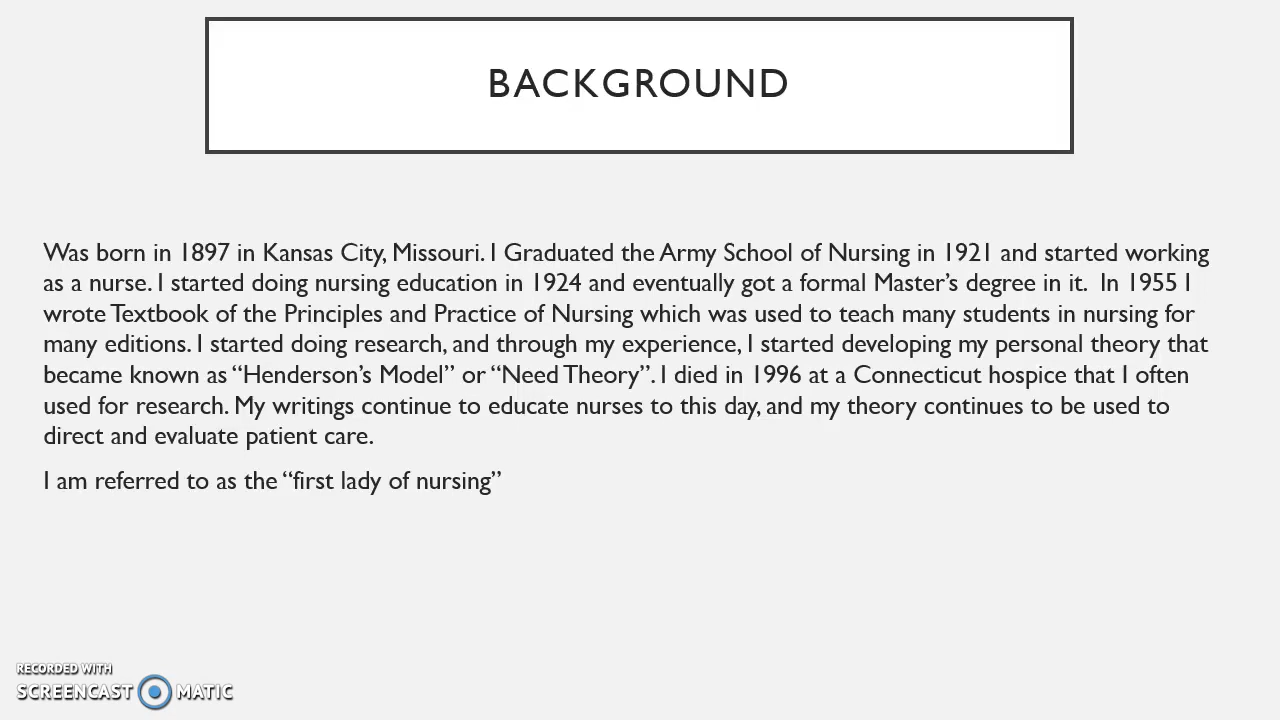 BACKGROUND
Was born in 1897 in Kansas City, Missouri. I Graduated the Army School of Nursing in 1921 and started working
as a nurse. I started doing nursing education in 1924 and eventually got a formal Master’s degree in it.  In 1955 I
wrote Textbook of the Principles and Practice of Nursing which was used to teach many students in nursing for
many editions. I started doing research, and through my experience, I started developing my personal theory that
became known as “Henderson’s Model” or “Need Theory”. I died in 1996 at a Connecticut hospice that I often
used for research. My writings continue to educate nurses to this day, and my theory continues to be used to
direct and evaluate patient care.
I am referred to as the “first lady of nursing”
RECORDED WITH
SCREENCAST MATIC